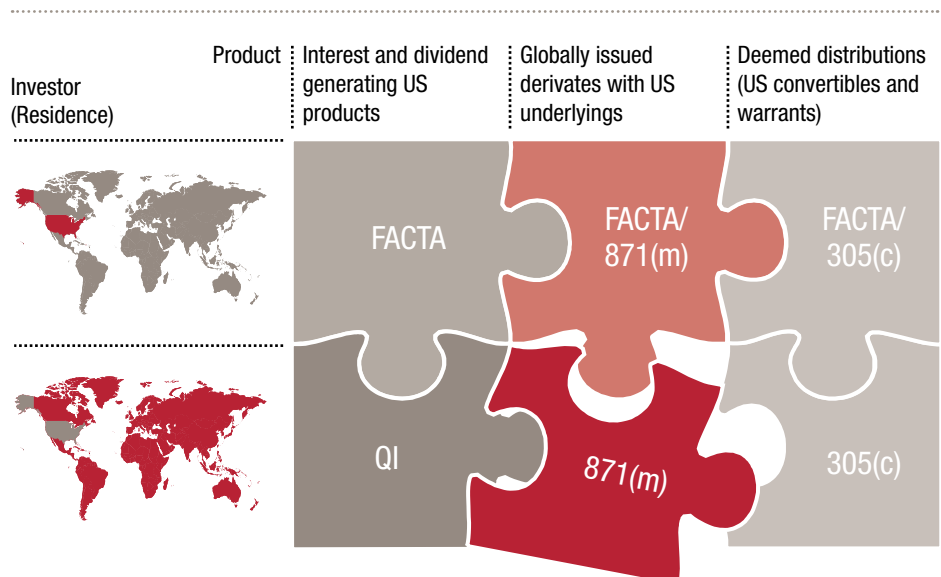 Product
Investor
(Residence)
Interest and dividend
generating US
products
Globally issued
derivates with US
underlyings
Deemed distributions
(US convertibles and
warrants)
FACTA
FACTA/
871(m)
FACTA/
305(c)
QI
871(m)
305(c)